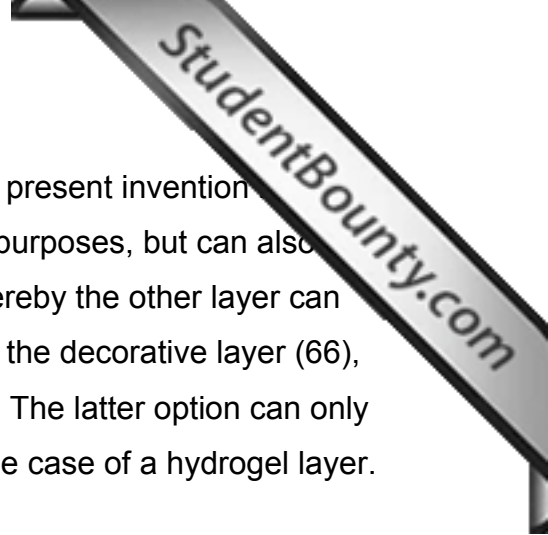 StudentBounty.com
present invention
purposes, but can also
ereby the other layer can
the decorative layer (66),
The latter option can only
e case of a hydrogel layer.